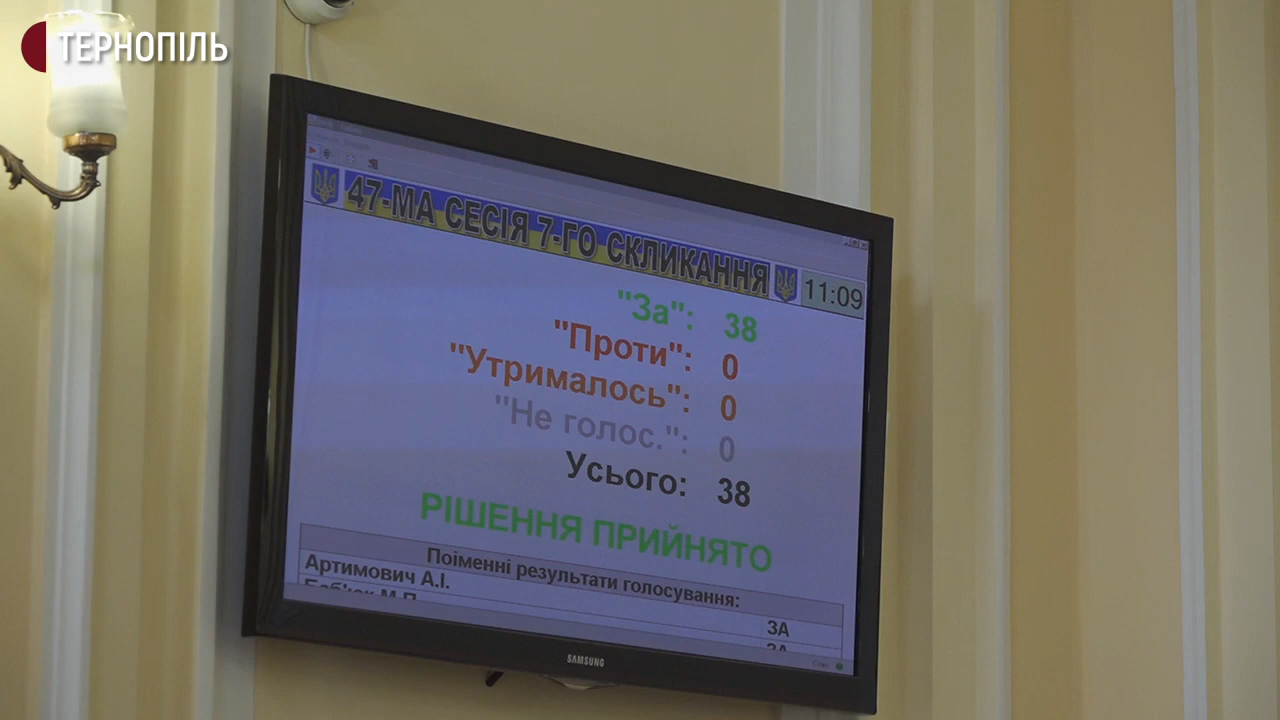 ТЕРНОПІЛЬ
47-МА СЕСІЯ 7-ГО СКЛИКАННЯ
11:09
"За": 38
"Проти": 0
"Утрималось": 0
"Не голос.": 0
Усього: 38
РІШЕННЯ ПРИЙНЯТО
Поіменні результати голосування:
Артимович А.І.
ЗА
ЗА
SAMSUNG